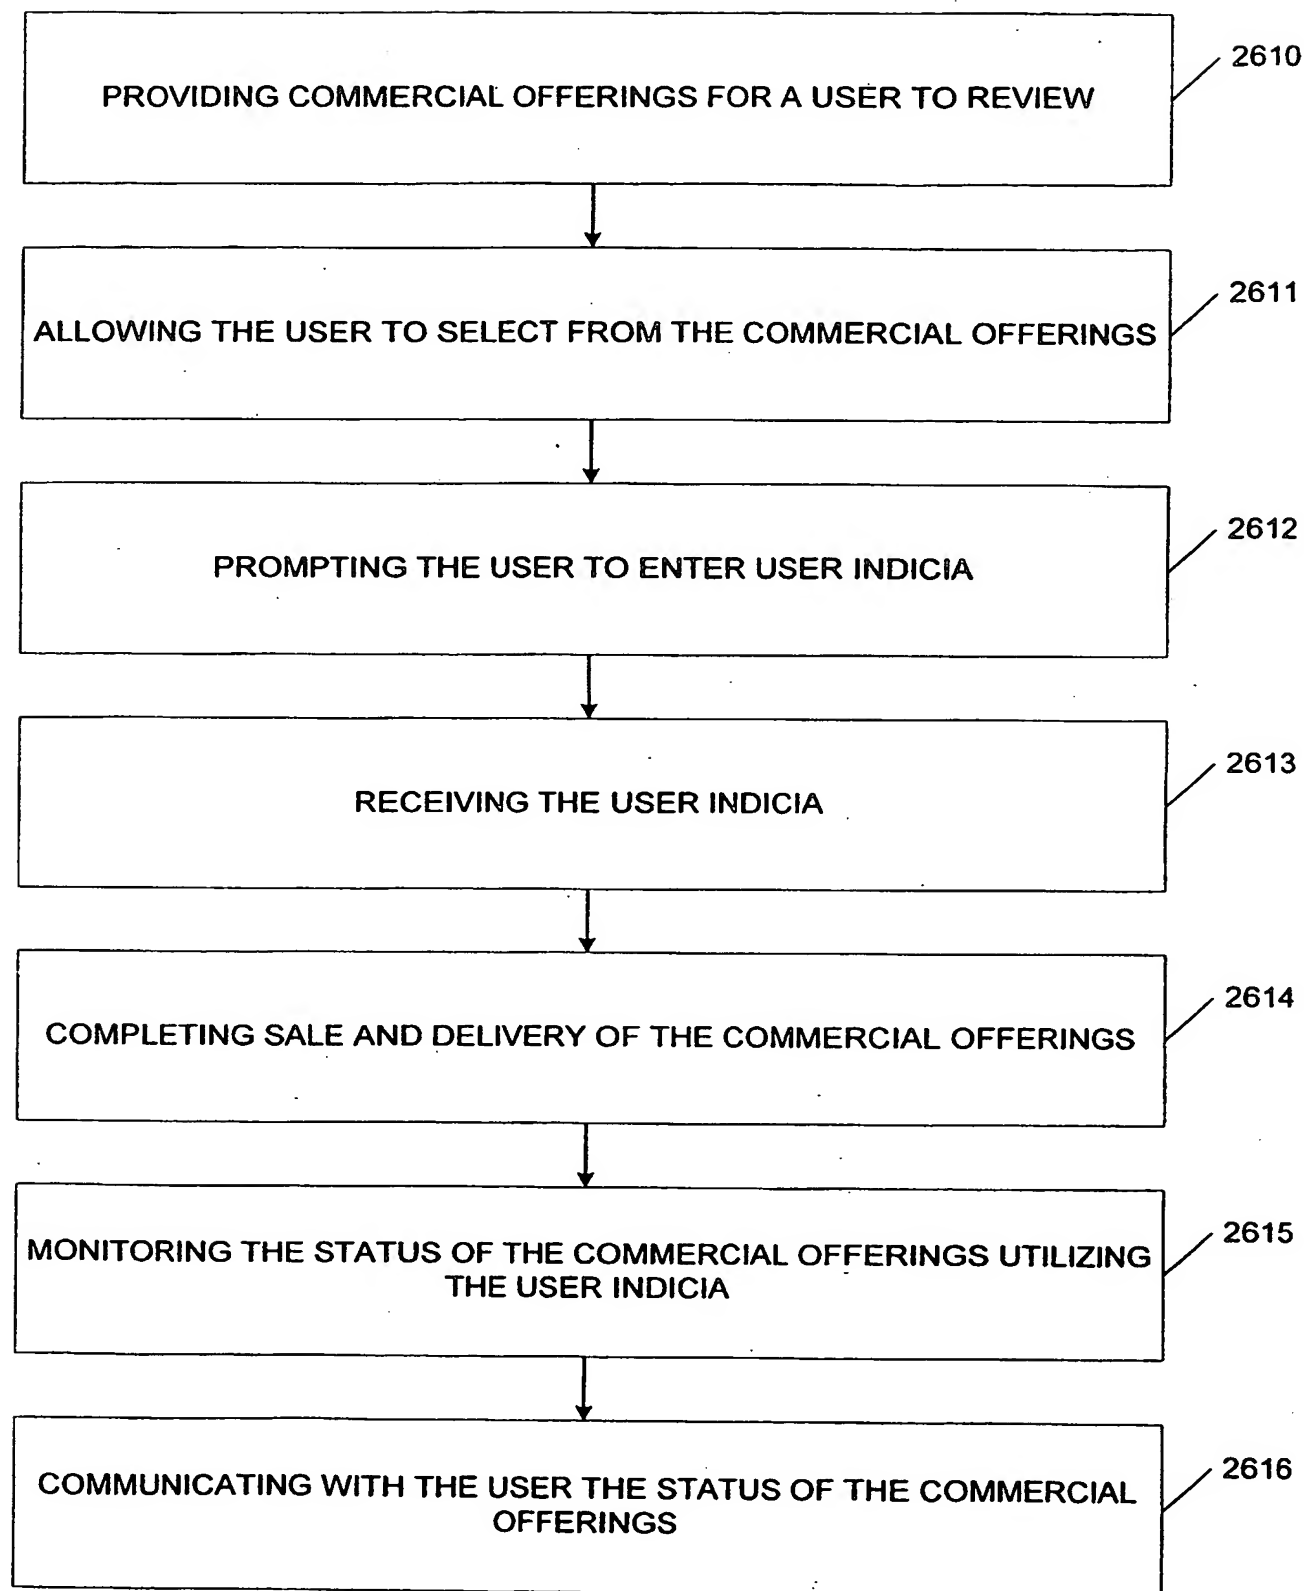 PROVIDING COMMERCIAL OFFERINGS FOR A USER TO REVIEW
2610
ALLOWING THE USER TO SELECT FROM THE COMMERCIAL OFFERINGS
2611
PROMPTING THE USER TO ENTER USER INDICIA
2612
RECEIVING THE USER INDICIA
2613
COMPLETING SALE AND DELIVERY OF THE COMMERCIAL OFFERINGS
2614
MONITORING THE STATUS OF THE COMMERCIAL OFFERINGS UTILIZING
THE USER INDICIA
2615
COMMUNICATING WITH THE USER THE STATUS OF THE COMMERCIAL
OFFERINGS
2616